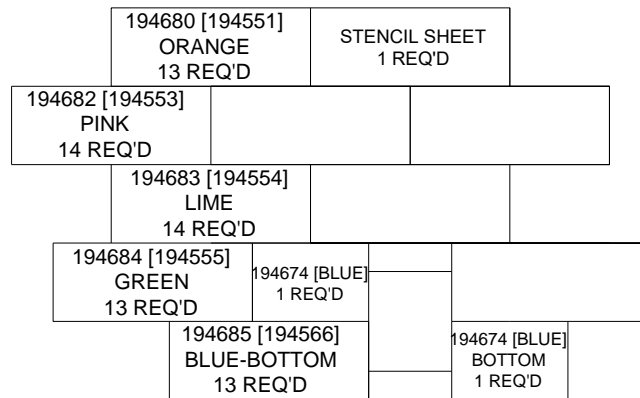 194680 [194551]
ORANGE
13 REQ'D
STENCIL SHEET
1 REQ'D
194682 [194553]
PINK
14 REQ'D
194683 [194554]
LIME
14 REQ'D
194684 [194555]
GREEN
13 REQ'D
194674 [BLUE]
1 REQ'D
194685 [194566]
BLUE-BOTTOM
13 REQ'D
194674 [BLUE]
BOTTOM
1 REQ'D